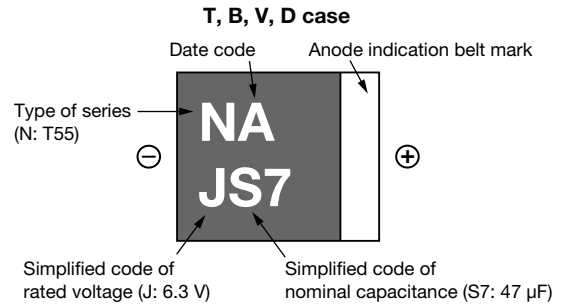 T, B, V, D case
Date code
Anode indication belt mark
Type of series
(N: T55)
NA
⊖
⊕
JS7
Simplified code of
rated voltage (J: 6.3 V)
Simplified code of
nominal capacitance (S7: 47 µF)